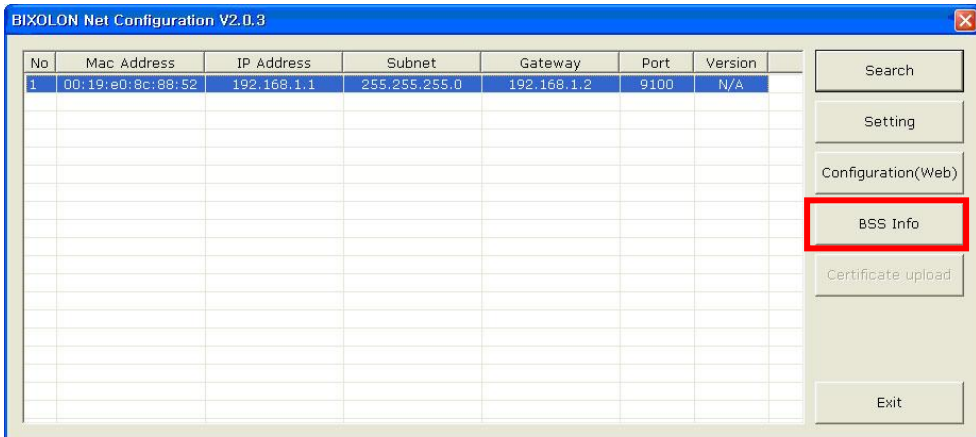 BIXOLON Net Configuration V2.0.3
No Mac Address IP Address Subnet Gateway Port Version
1 00:19:e0:8c:88:52 192.168.1.1 255.255.255.0 192.168.1.2 9100 N/A
Search
Setting
Configuration(Web)
BSS Info
Certificate upload
Exit